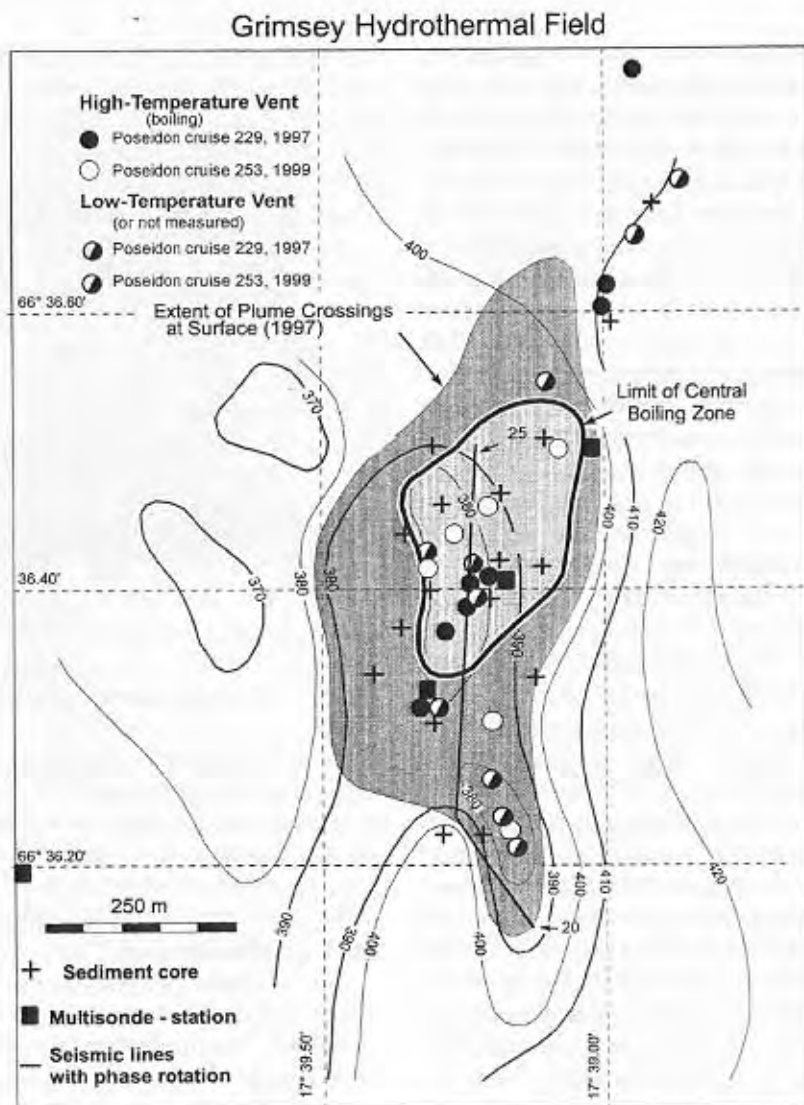 Grimsey Hydrothermal Field
High-Temperature Vent
(boiling)
Poseidon cruise 229, 1997
Poseidon cruise 253, 1999
Low-Temperature Vent
(or not measured)
Poseidon cruise 229, 1997
Poseidon cruise 253, 1999
400
66° 36.60'
Extent of Plume Crossings
at Surface (1997)
Limit of Central
Boiling Zone
370
25
380
400
410
420
36.40'
370
380
380
390
380
66° 36.20'
250 m
390
390
400
400
390
400
410
20
420
Sediment core
Multisonde - station
Seismic lines
with phase rotation
17° 39.50'
17° 39.00'